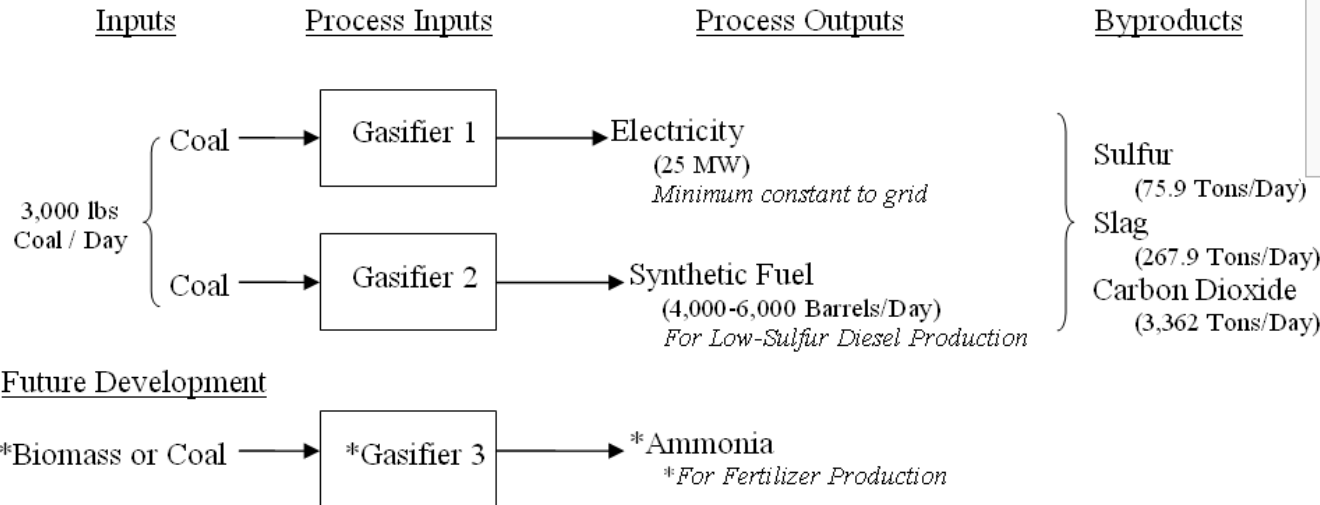 Inputs
Process Inputs
Process Outputs
Byproducts
3,000 lbs
Coal / Day
Coal
Gasifier 1
Electricity
(25 MW)
Minimum constant to grid
Coal
Gasifier 2
Synthetic Fuel
(4,000-6,000 Barrels/Day)
For Low-Sulfur Diesel Production
Sulfur
(75.9 Tons/Day)
Slag
(267.9 Tons/Day)
Carbon Dioxide
(3,362 Tons/Day)
Future Development
*Biomass or Coal
*Gasifier 3
*Ammonia
*For Fertilizer Production